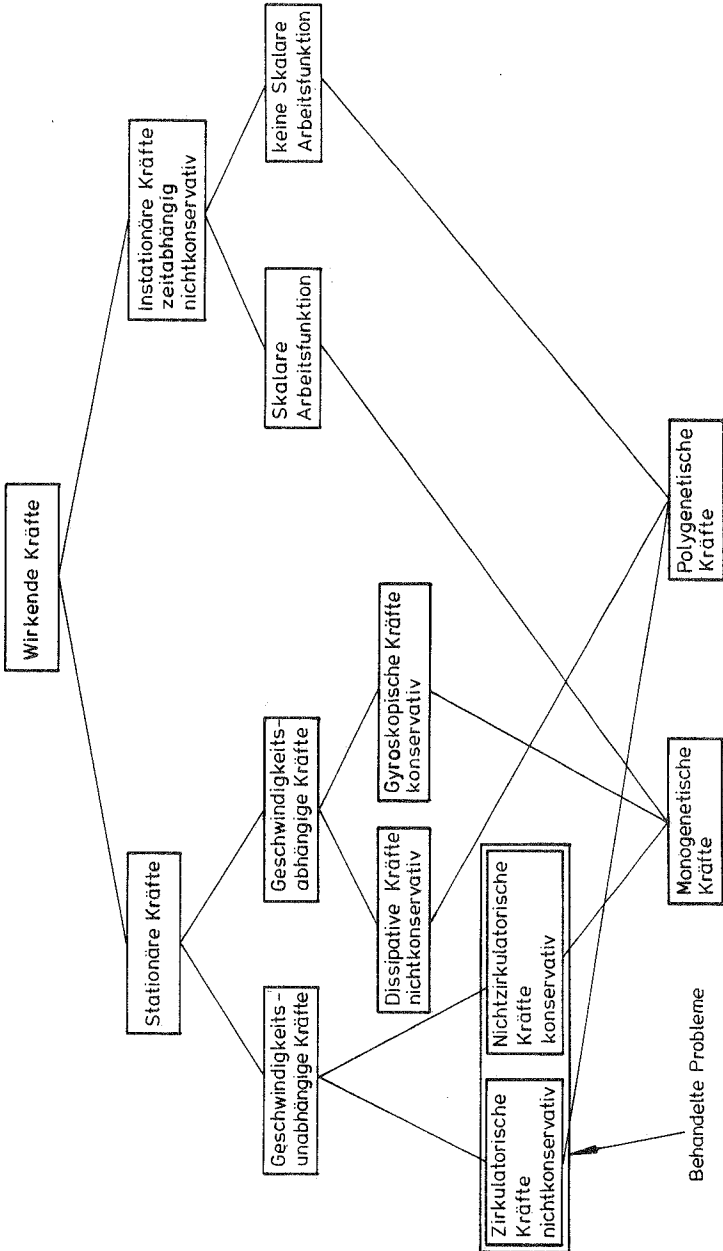 Wirkende Kräfte
Stationäre Kräfte
Instationäre Kräfte
zeitabhängig
nichtkonservativ
Geschwindigkeits-
unabhängige Kräfte
Geschwindigkeits-
abhängige Kräfte
Skalare
Arbeitsfunktion
keine Skalare
Arbeitsfunktion
Dissipative Kräfte
nichtkonservativ
Gyroskopische Kräfte
konservativ
Zirkulatorische
Kräfte
nichtkonservativ
Nichtzirkulatorische
Kräfte
konservativ
Monogenetische
Kräfte
Polygenetische
Kräfte
Behandelte Probleme